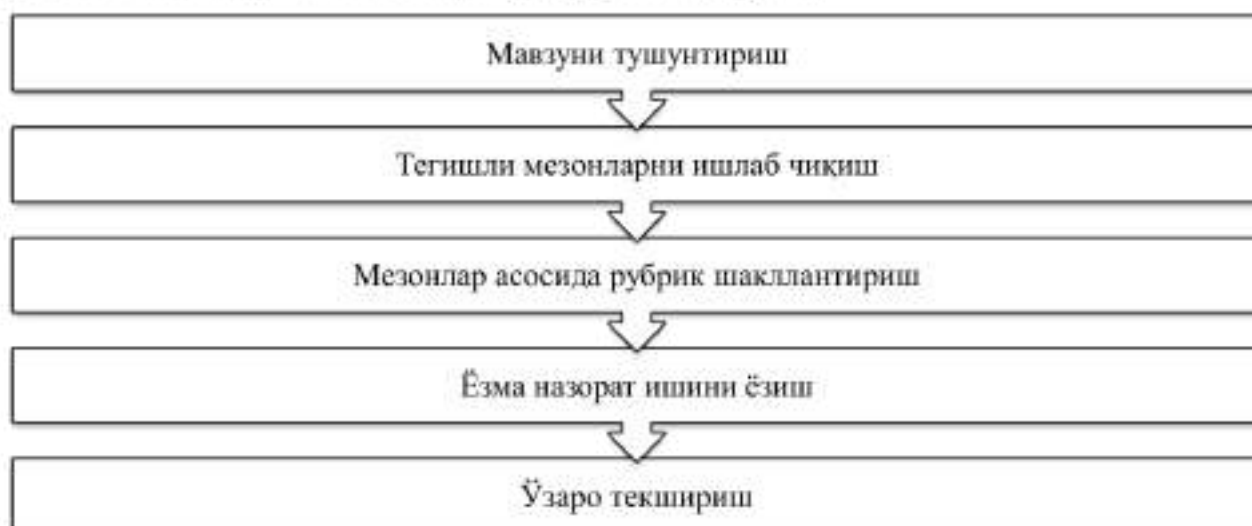 Мавзуни тушунтириш
Тегишли мезонларни ишлаб чиқиш
Мезонлар асосида рубрик шакллантириш
Ёзма назорат ишини ёзиш
Ўзаро текшириш